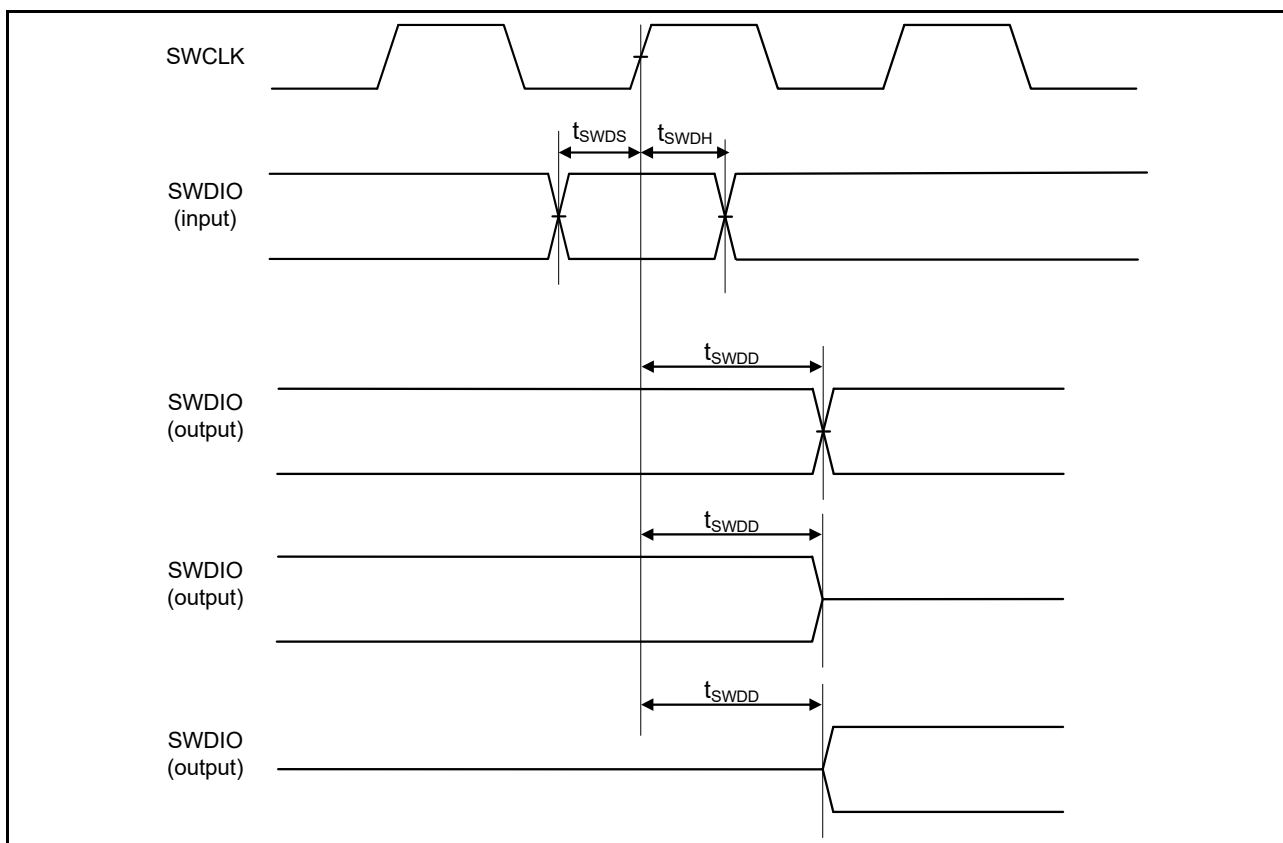 SWCLK
tSWDS
tSWDH
SWDIO
(input)
tSWDD
SWDIO
(output)
tSWDD
SWDIO
(output)
tSWDD
SWDIO
(output)